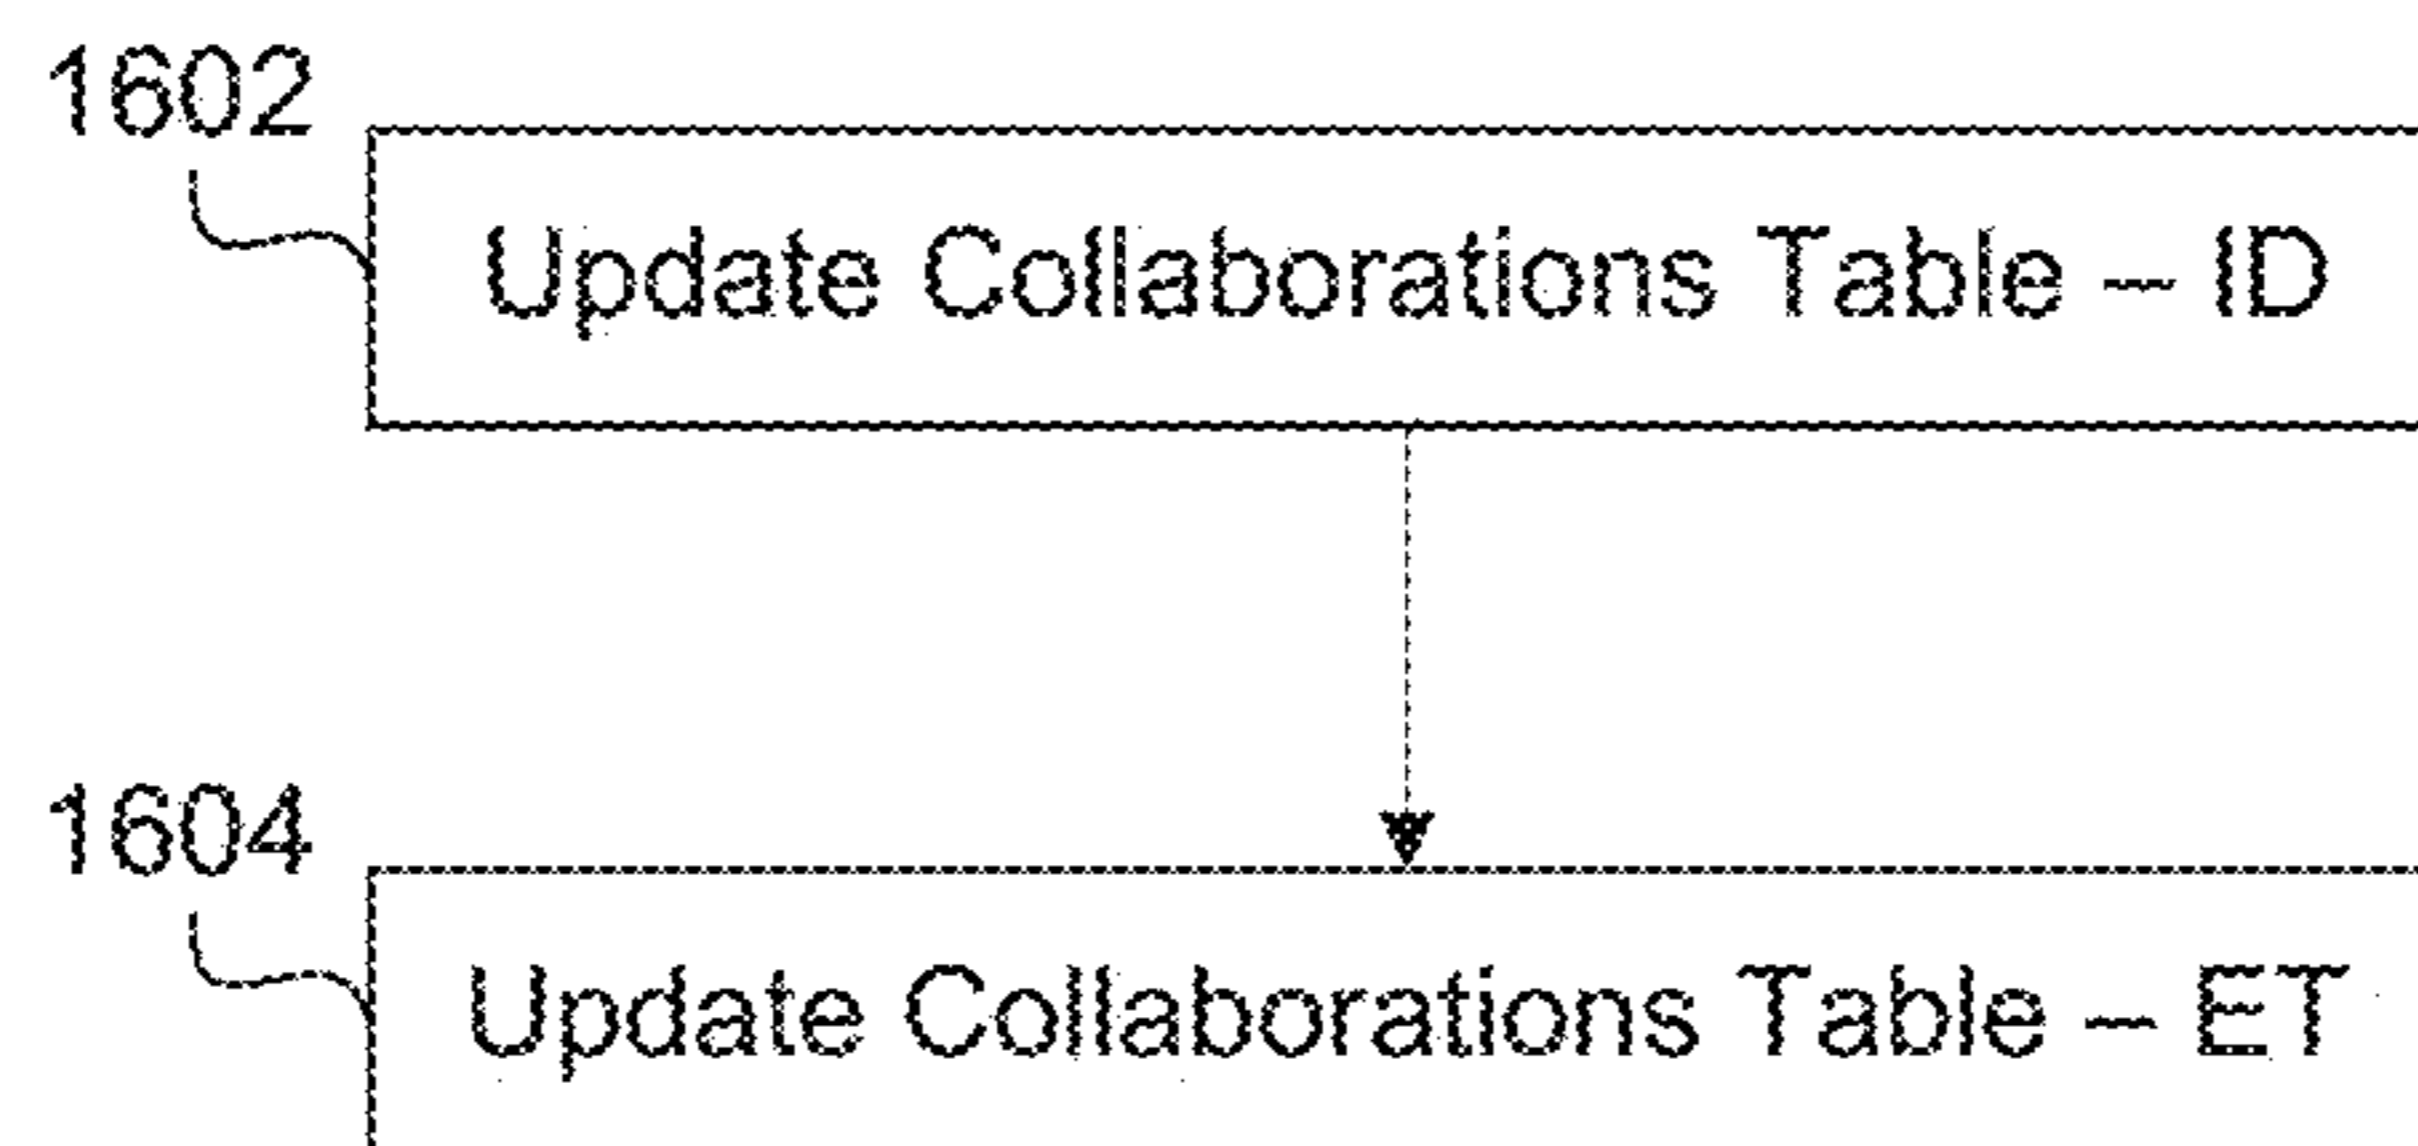 1602
Update Collaborations Table – ID
1604
Update Collaborations Table – ET